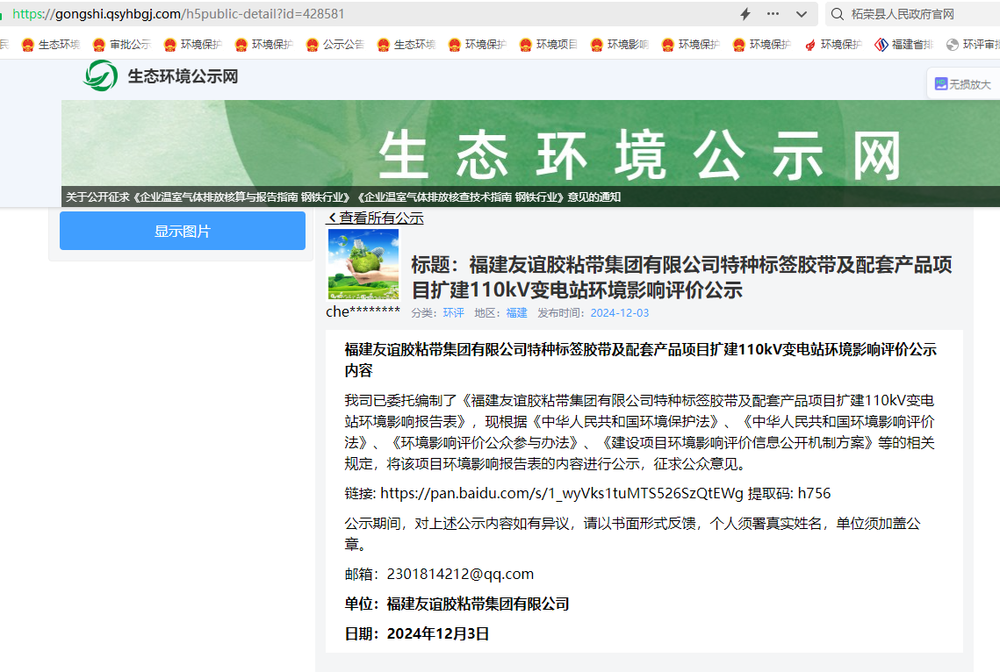 https://gongshi.qsyhbgj.com/h5public-detail?id=428581
柘荣县人民政府官网
民 生态环境 审批公示 环境保护 环境保护 公示公告 生态环境 环境保护 环境项目 环境影响 环境保护 环境保护 环境保护 福建省排 环评审批
生态环境公示网
无损放大
生态环境公示网
关于公开征求《企业温室气体排放核算与报告指南 钢铁行业》《企业温室气体排放核查技术指南 钢铁行业》意见的通知
显示图片
查看所有公示
标题：福建友谊胶粘带集团有限公司特种标签胶带及配套产品项
目扩建110kV变电站环境影响评价公示
che******** 分类：环评 地区：福建 发布时间：2024-12-03
福建友谊胶粘带集团有限公司特种标签胶带及配套产品项目扩建110kV变电站环境影响评价公示
内容
我司已委托编制了《福建友谊胶粘带集团有限公司特种标签胶带及配套产品项目扩建110kV变电
站环境影响报告表》，现根据《中华人民共和国环境保护法》、《中华人民共和国环境影响评价
法》、《环境影响评价公众参与办法》、《建设项目环境影响评价信息公开机制方案》等的相关
规定，将该项目环境影响报告表的内容进行公示，征求公众意见。
链接: https://pan.baidu.com/s/1_wyVks1tuMTS526SzQtEWg 提取码: h756
公示期间，对上述公示内容如有异议，请以书面形式反馈，个人须署真实姓名，单位须加盖公
章。
邮箱：2301814212@qq.com
单位：福建友谊胶粘带集团有限公司
日期：2024年12月3日